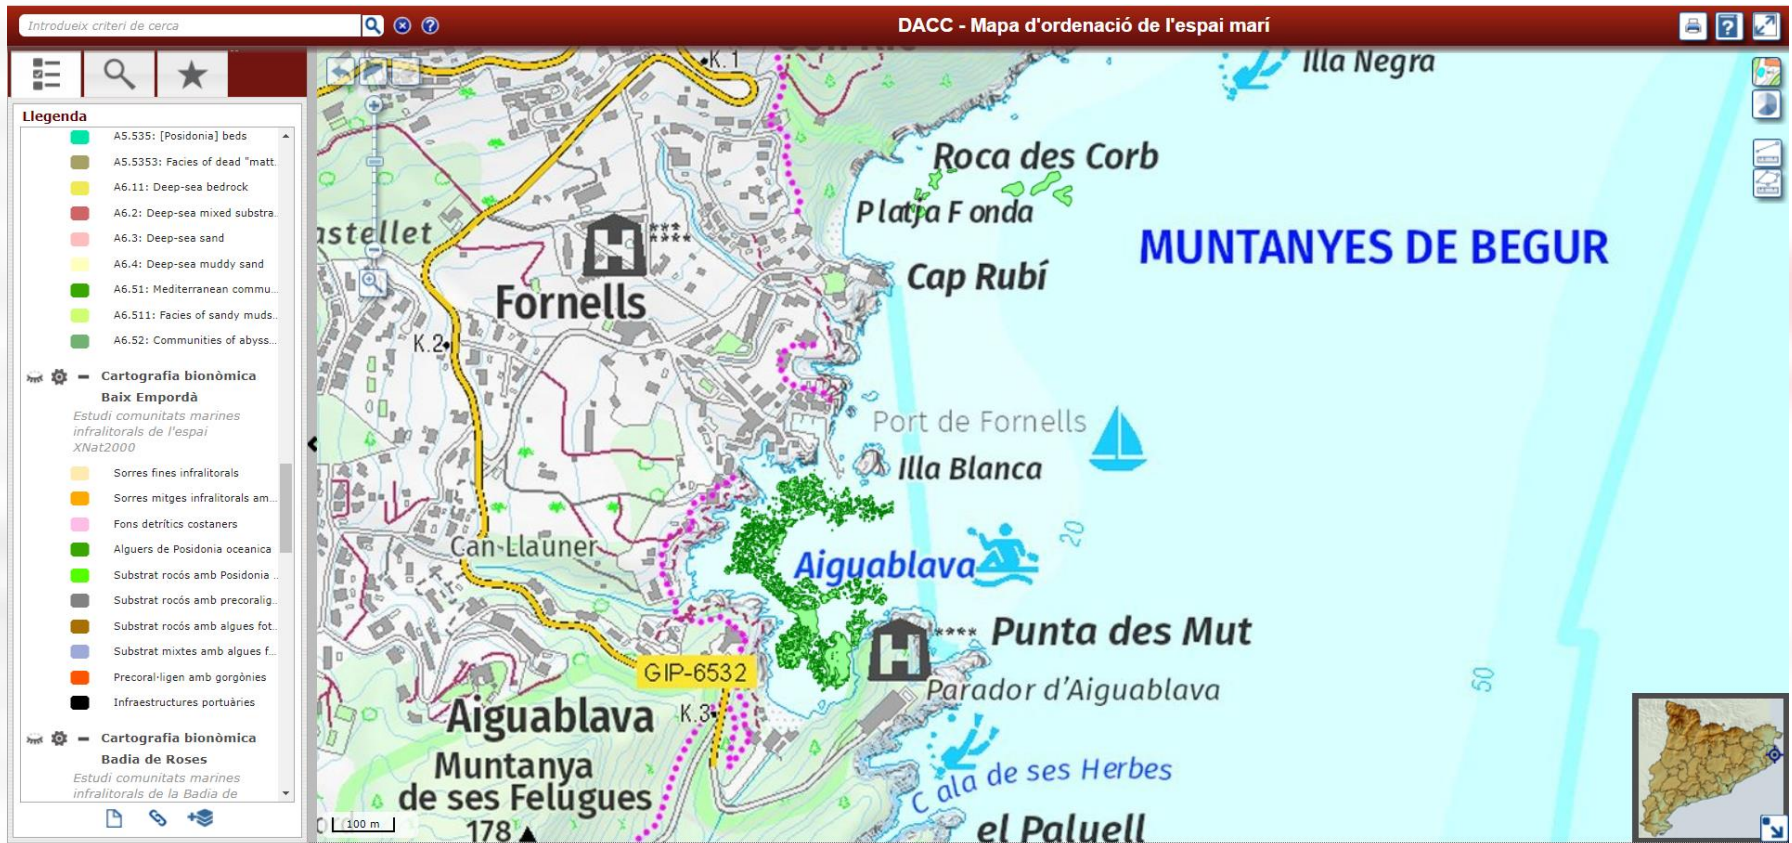 Introdueix criteri de cerca
DACC - Mapa d'ordenació de l'espai marí
Llegenda
A5.535: [Posidonia] beds
A5.5353: Facies of dead "matt.
A6.11: Deep-sea bedrock
A6.2: Deep-sea mixed substra..
A6.3: Deep-sea sand
A6.4: Deep-sea muddy sand
A6.51: Mediterranean commu...
A6.511: Facies of sandy muds..
A6.52: Communities of abyss...
Cartografia bionòmica
Baix Empordà
Estudi comunitats marines
infralitorals de l'espai
XNat2000
Sorres fines infralitorals
Sorres mitges infralitorals am...
Fons detrítics costaners
Alguers de Posidonia oceanica
Substrat rocós amb Posidonia ..
Substrat rocós amb precoralig..
Substrat rocós amb algues fot..
Substrat mixtes amb algues f...
Precoral·ligen amb gorgònies
Infraestructures portuàries
Cartografia bionòmica
Badia de Roses
Estudi comunitats marines
infralitorals de la Badia de
K.1
Illa Negra
Roca des Corb
Platja Fonda
MUNTANYES DE BEGUR
astellet
H
Cap Rubí
Fornells
K.2
Port de Fornells
Illa Blanca
20
Can Llauner
Aiguablava
Punta des Mut
H ****
GIP-6532
Parador d'Aiguablava
50
Aiguablava
K.3
Muntanya
de ses Felugues
178
Cala de ses Herbes
el Paluell
100 m